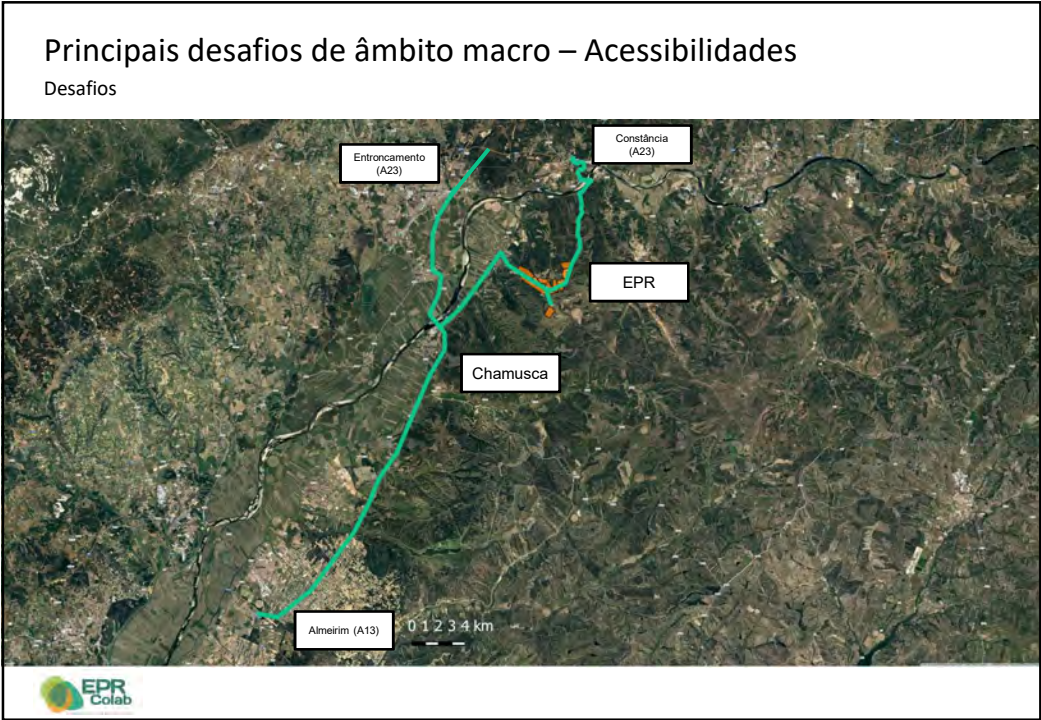 Principais desafios de âmbito macro – Acessibilidades
Desafios
Entroncamento
(A23)
Constância
(A23)
EPR
Chamusca
Almeirim (A13)
0 1 2 3 4 km
EPR
Colab